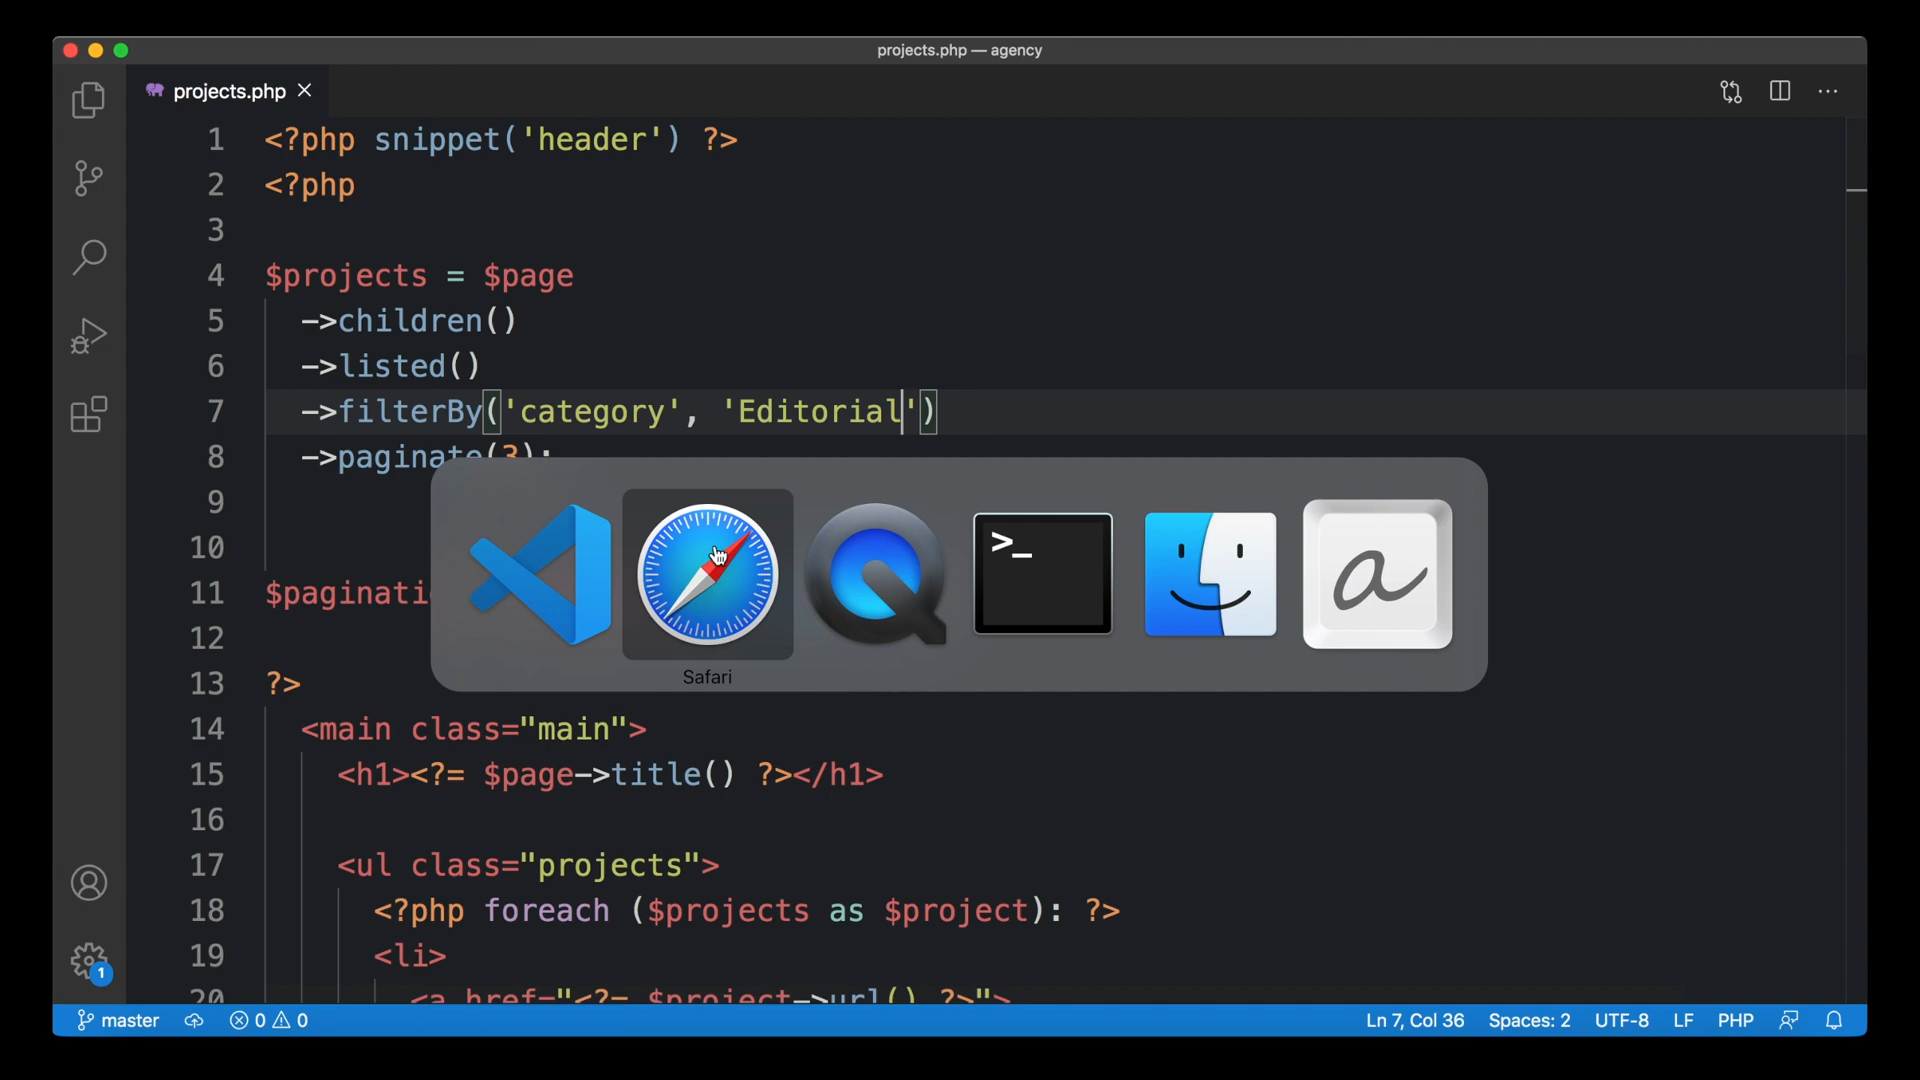 projects.php — agency
projects.php
1 <?php snippet('header') ?>
2 <?php
3
4 $projects = $page
5 ->children()
6 ->listed()
7 ->filterBy('category', 'Editorial')
8 ->paginate(3);
9
10
11 $paginati
12
13 ?>
>_
a
Safari
14 <main class="main">
15 <h1><?= $page->title() ?></h1>
16
17 <ul class="projects">
18 <?php foreach ($projects as $project): ?>
19 <li>
20 <a href="<?= $project->url() ?>">
1
master 0 0 Ln 7, Col 36 Spaces: 2 UTF-8 LF PHP